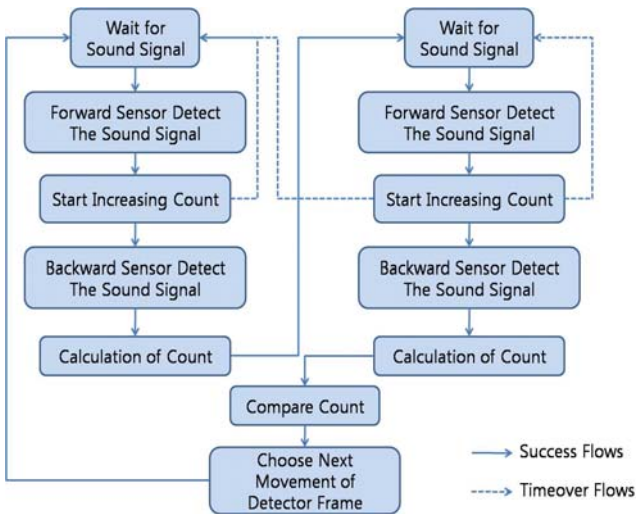 Wait for
Sound Signal
Forward Sensor Detect
The Sound Signal
Start Increasing Count
Backward Sensor Detect
The Sound Signal
Calculation of Count
Wait for
Sound Signal
Forward Sensor Detect
The Sound Signal
Start Increasing Count
Backward Sensor Detect
The Sound Signal
Calculation of Count
Compare Count
Choose Next
Movement of
Detector Frame
Success Flows
Timeover Flows